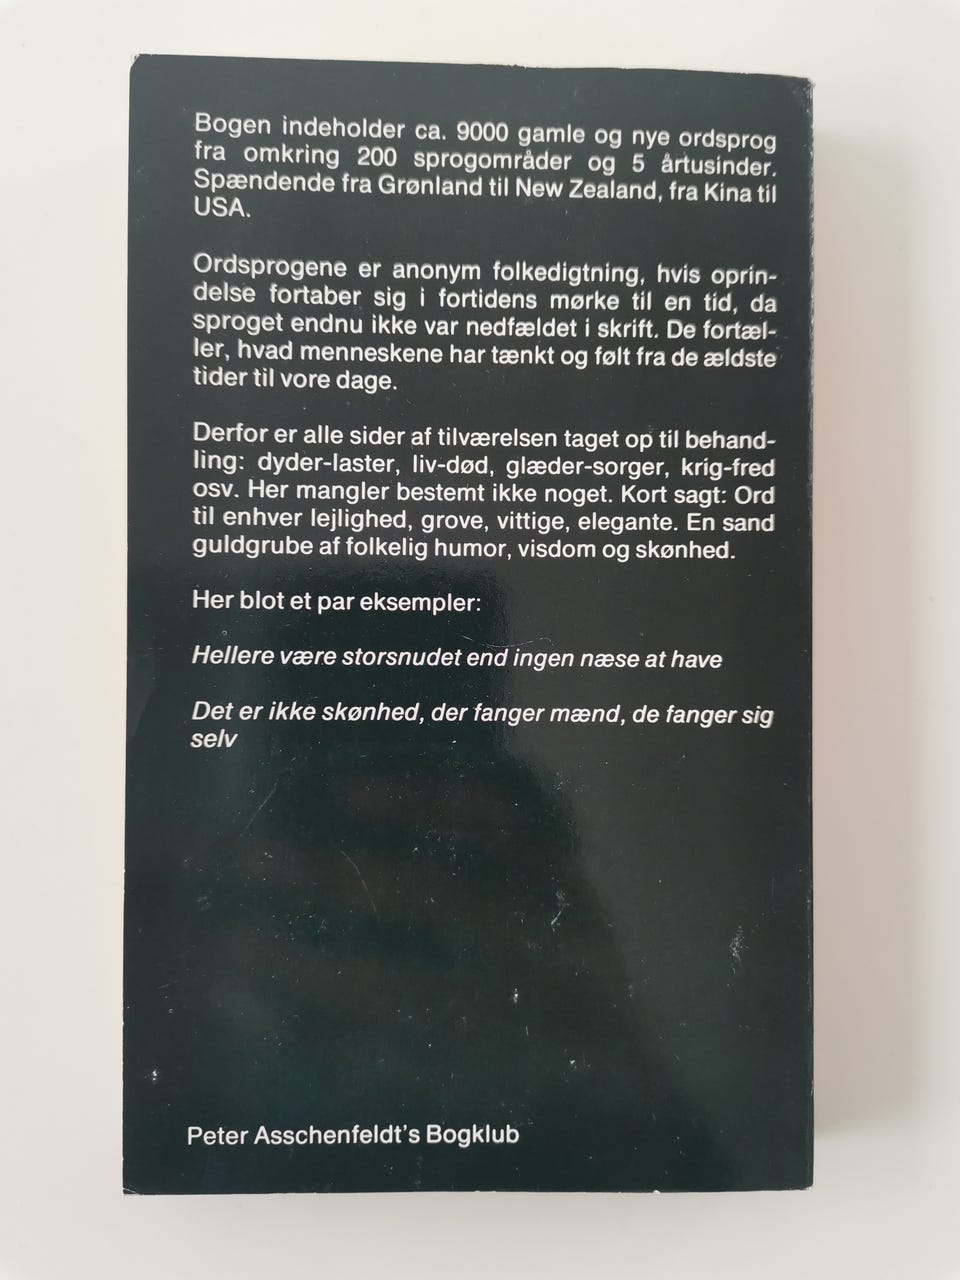 Bogen indeholder ca. 9000 gamle og nye ordsprog
fra omkring 200 sprogområder og 5 årtusinder.
Spændende fra Grønland til New Zealand, fra Kina til
USA.
Ordsprogene er anonym folkedigtning, hvis oprin-
delse fortaber sig i fortidens mørke til en tid, da
sproget endnu ikke var nedfældet i skrift. De fortæl-
ler, hvad menneskene har tænkt og følt fra de ældste
tider til vore dage.
Derfor er alle sider af tilværelsen taget op til behand-
ling: dyder-laster, liv-død, glæder-sorger, krig-fred
osv. Her mangler bestemt ikke noget. Kort sagt: Ord
til enhver lejlighed, grove, vittige, elegante. En sand
guldgrube af folkelig humor, visdom og skønhed.
Her blot et par eksempler:
Hellere være storsnudet end ingen næse at have
Det er ikke skønhed, der fanger mænd, de fanger sig
selv
Peter Asschenfeldt's Bogklub